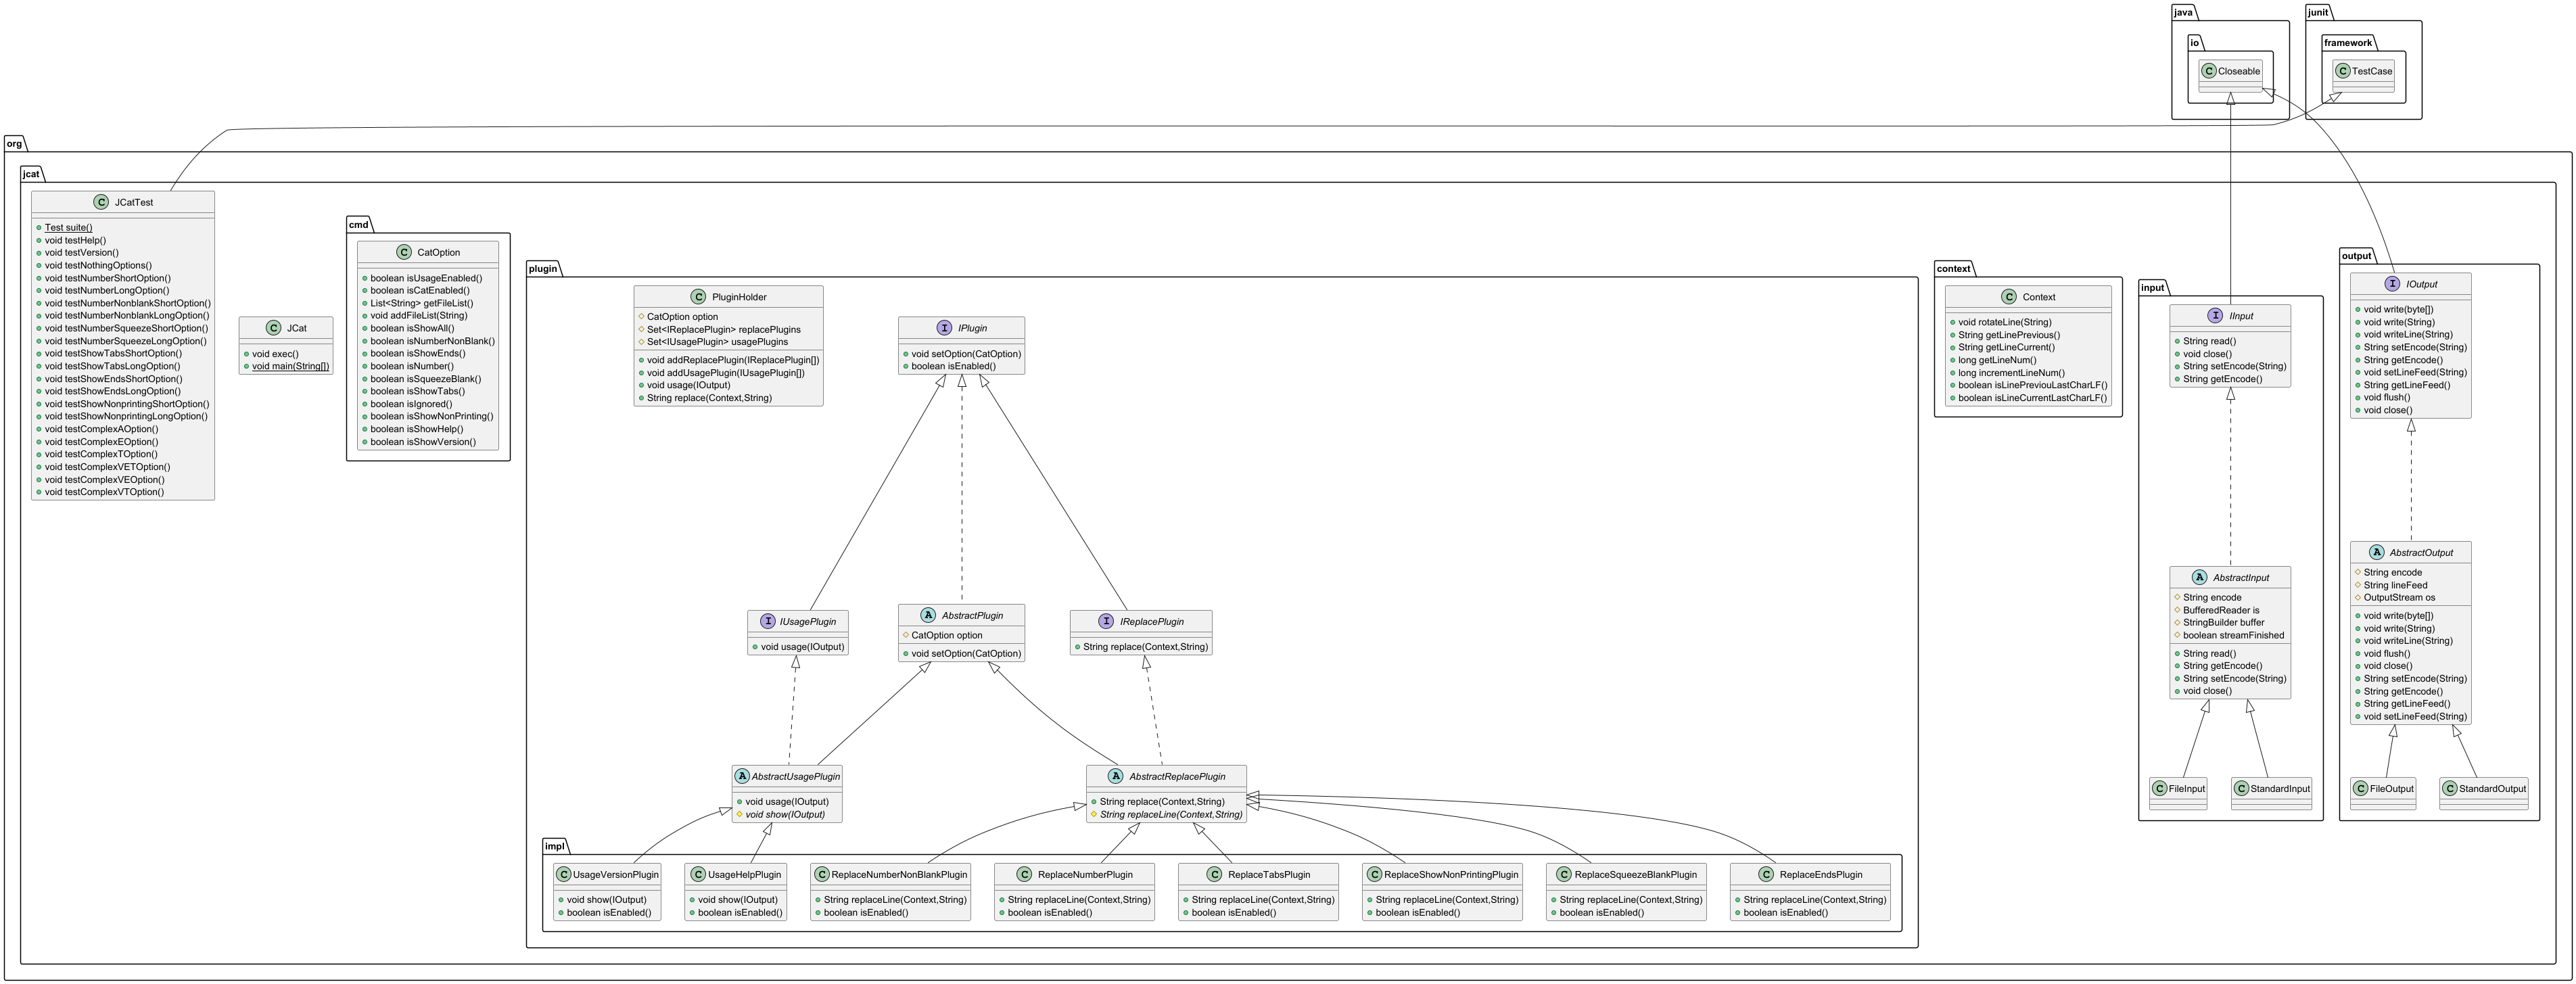 java
io
C Closeable
junit
framework
C TestCase
org
jcat
C JCatTest
Test suite()
void testHelp()
void testVersion()
void testNothingOptions()
void testNumberShortOption()
void testNumberLongOption()
void testNumberNonblankShortOption()
void testNumberNonblankLongOption()
void testNumberSqueezeShortOption()
void testNumberSqueezeLongOption()
void testShowTabsShortOption()
void testShowTabsLongOption()
void testShowEndsShortOption()
void testShowEndsLongOption()
void testShowNonprintingShortOption()
void testShowNonprintingLongOption()
void testComplexAOption()
void testComplexEOption()
void testComplexTOption()
void testComplexVETOption()
void testComplexVEOption()
void testComplexVTOption()
C JCat
void exec()
void main(String[])
cmd
C CatOption
boolean isUsageEnabled()
boolean isCatEnabled()
List<String> getFileList()
void addFileList(String)
boolean isShowAll()
boolean isNumberNonBlank()
boolean isShowEnds()
boolean isNumber()
boolean isSqueezeBlank()
boolean isShowTabs()
boolean isIgnored()
boolean isShowNonPrinting()
boolean isShowHelp()
boolean isShowVersion()
plugin
C PluginHolder
CatOption option
Set<IReplacePlugin> replacePlugins
Set<IUsagePlugin> usagePlugins
void addReplacePlugin(IReplacePlugin[])
void addUsagePlugin(IUsagePlugin[])
void usage(IOutput)
String replace(Context,String)
I IPlugin
void setOption(CatOption)
boolean isEnabled()
I IUsagePlugin
void usage(IOutput)
A AbstractPlugin
CatOption option
void setOption(CatOption)
I IReplacePlugin
String replace(Context,String)
A AbstractUsagePlugin
void usage(IOutput)
void show(IOutput)
A AbstractReplacePlugin
String replace(Context,String)
String replaceLine(Context,String)
impl
C UsageVersionPlugin
void show(IOutput)
boolean isEnabled()
C UsageHelpPlugin
void show(IOutput)
boolean isEnabled()
C ReplaceNumberNonBlankPlugin
String replaceLine(Context,String)
boolean isEnabled()
C ReplaceNumberPlugin
String replaceLine(Context,String)
boolean isEnabled()
C ReplaceTabsPlugin
String replaceLine(Context,String)
boolean isEnabled()
C ReplaceShowNonPrintingPlugin
String replaceLine(Context,String)
boolean isEnabled()
C ReplaceSqueezeBlankPlugin
String replaceLine(Context,String)
boolean isEnabled()
C ReplaceEndsPlugin
String replaceLine(Context,String)
boolean isEnabled()
context
C Context
void rotateLine(String)
String getLinePrevious()
String getLineCurrent()
long getLineNum()
long incrementLineNum()
boolean isLinePreviouLastCharLF()
boolean isLineCurrentLastCharLF()
input
I IInput
String read()
void close()
String setEncode(String)
String getEncode()
A AbstractInput
String encode
BufferedReader is
StringBuilder buffer
boolean streamFinished
String read()
String getEncode()
String setEncode(String)
void close()
C FileInput
C StandardInput
output
I IOutput
void write(byte[])
void write(String)
void writeLine(String)
String setEncode(String)
String getEncode()
void setLineFeed(String)
String getLineFeed()
void flush()
void close()
A AbstractOutput
String encode
String lineFeed
OutputStream os
void write(byte[])
void write(String)
void writeLine(String)
void flush()
void close()
String setEncode(String)
String getEncode()
String getLineFeed()
void setLineFeed(String)
C FileOutput
C StandardOutput